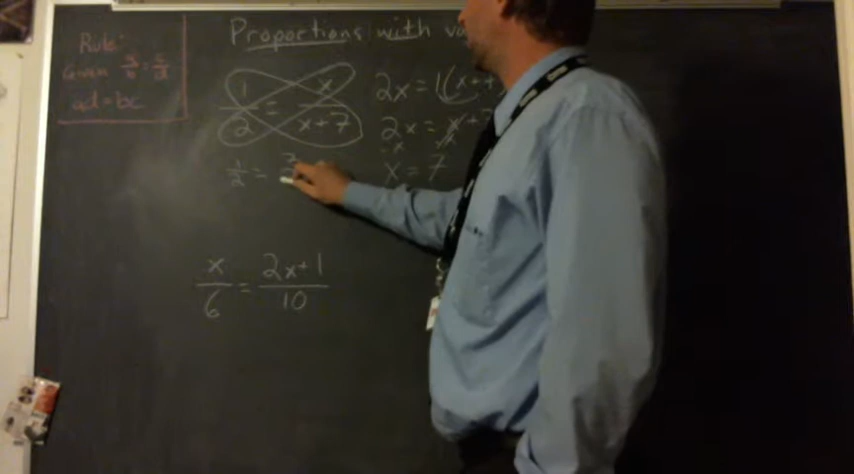 Proportions with
Rule:
Given a/b = c/d
ad = bc
1/2 = x/(x+7)
2x = 1(x+7
2x = x+7
-x -x
x = 7
1/2 = 7
x/6 = (2x+1)/10